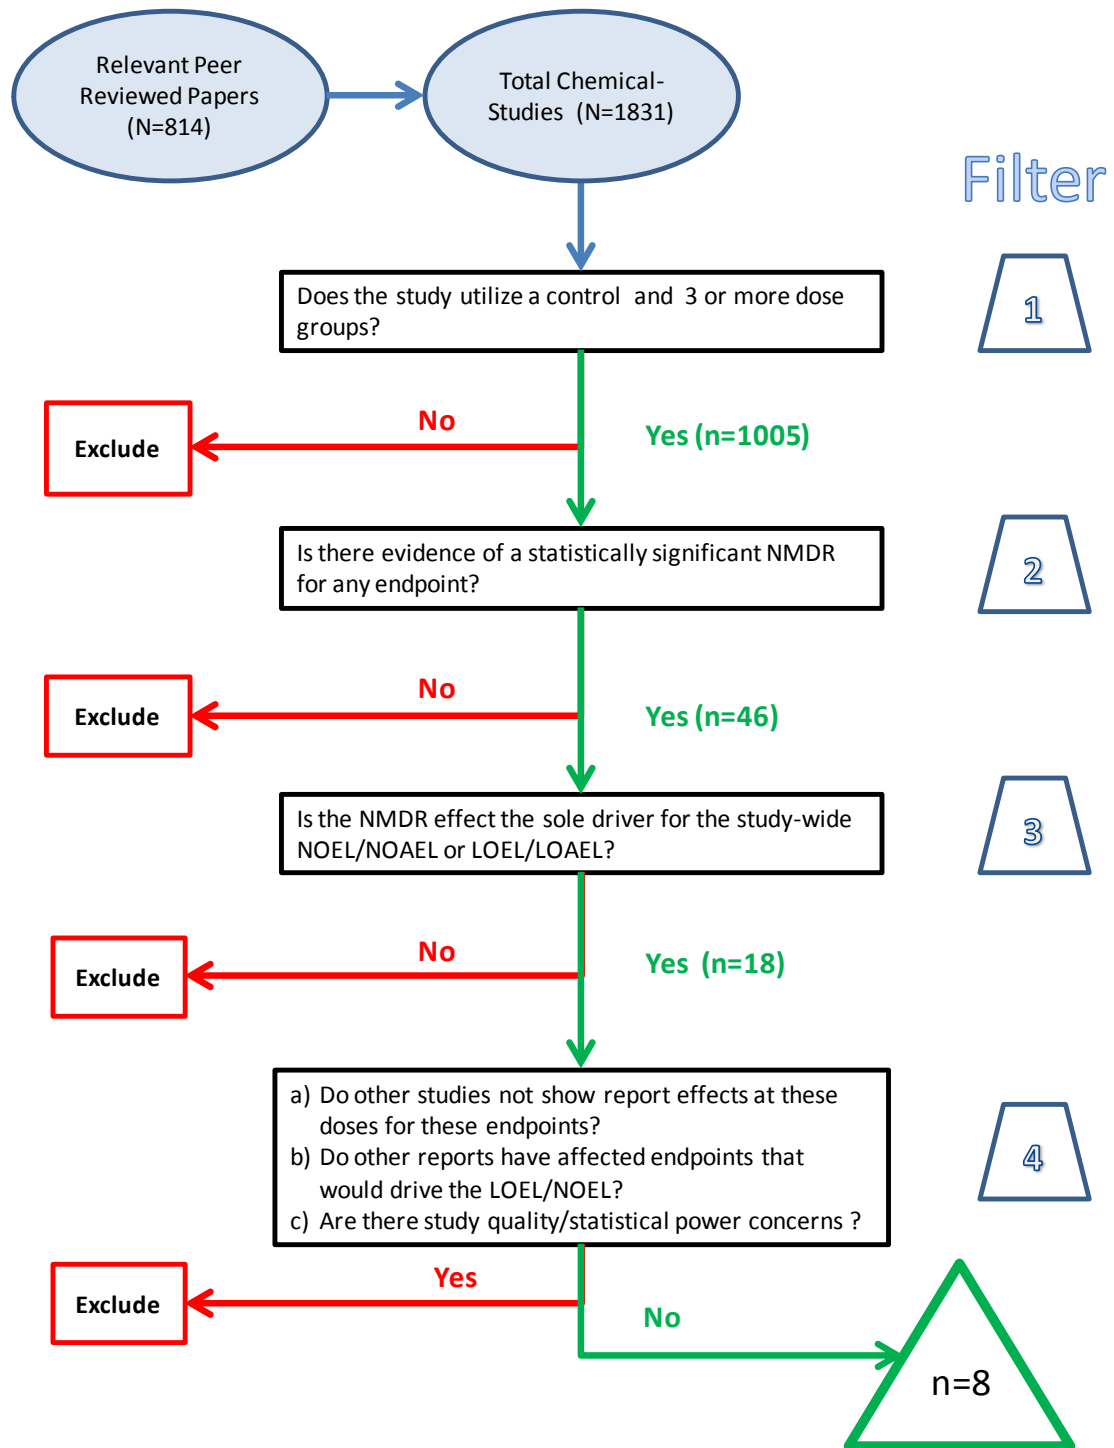 Relevant Peer
Reviewed Papers
(N=814)
Total Chemical-
Studies (N=1831)
Filter
Does the study utilize a control and 3 or more dose
groups?
1
No
Yes (n=1005)
Exclude
Is there evidence of a statistically significant NMDR
for any endpoint?
2
No
Yes (n=46)
Exclude
Is the NMDR effect the sole driver for the study-wide
NOEL/NOAEL or LOEL/LOAEL?
3
No
Yes (n=18)
Exclude
a) Do other studies not show report effects at these
doses for these endpoints?
b) Do other reports have affected endpoints that
would drive the LOEL/NOEL?
c) Are there study quality/statistical power concerns ?
4
Yes
Exclude
No
n=8